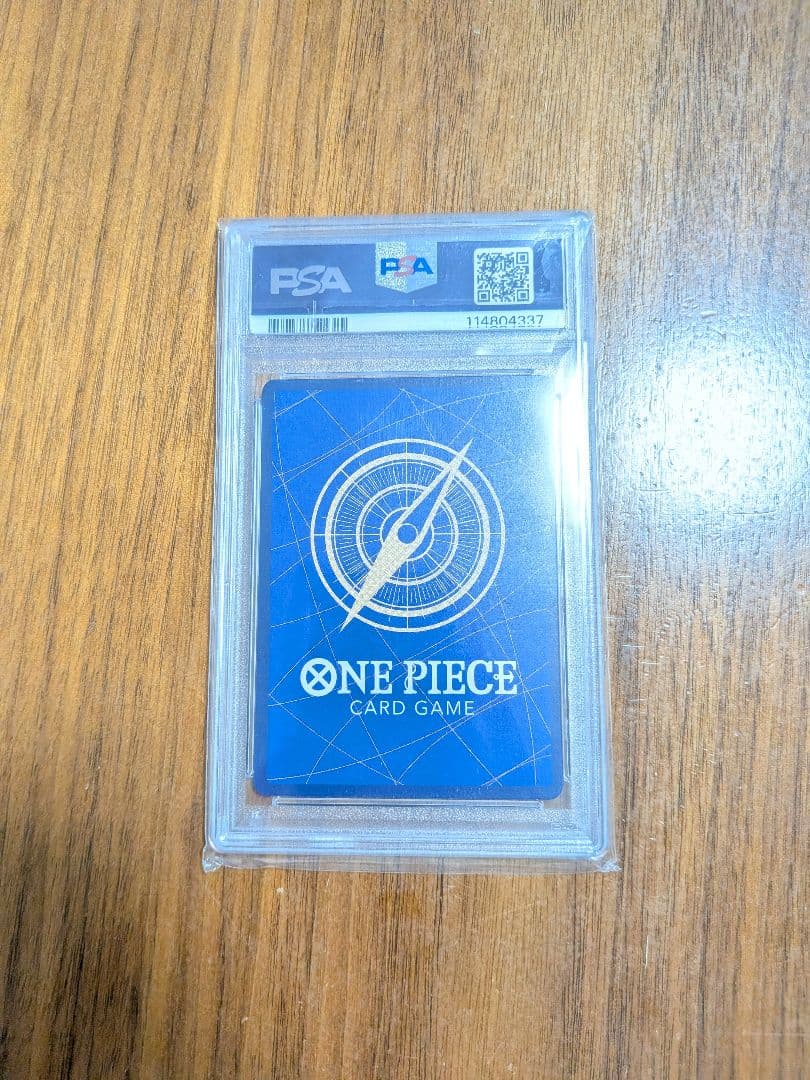 PSA
PSA
114804337
ONE PIECE
CARD GAME